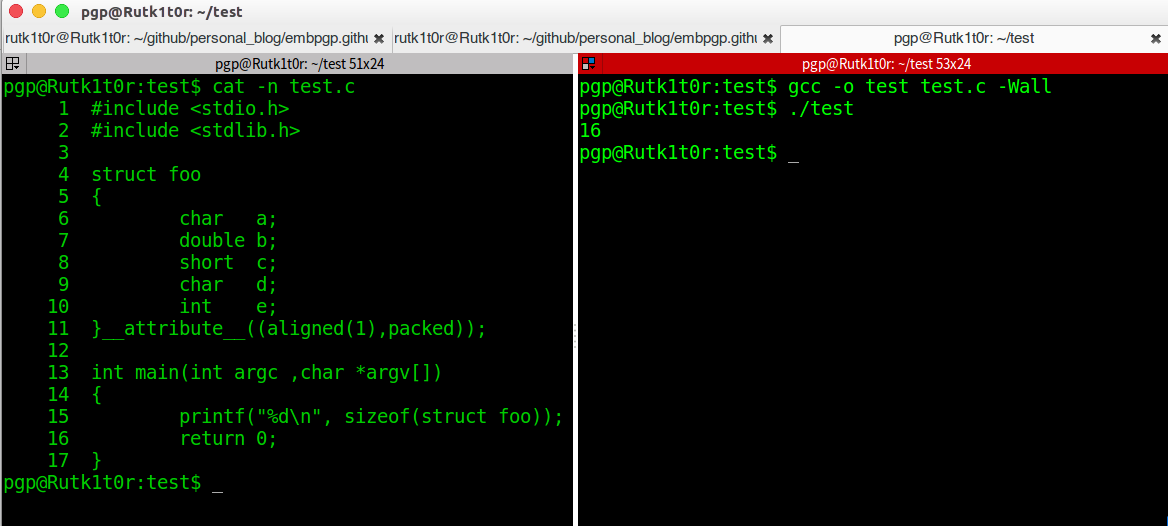 pgp@Rutk1t0r: ~/test
rutk1t0r@Rutk1t0r: ~/github/personal_blog/embpgp.githu
rutk1t0r@Rutk1t0r: ~/github/personal_blog/embpgp.githu
pgp@Rutk1t0r: ~/test
pgp@Rutk1t0r: ~/test 51x24
pgp@Rutk1t0r:test$ cat -n test.c
     1  #include <stdio.h>
     2  #include <stdlib.h>
     3
     4  struct foo
     5  {
     6          char   a;
     7          double b;
     8          short  c;
     9          char   d;
    10          int    e;
    11  }__attribute__((aligned(1),packed));
    12
    13  int main(int argc ,char *argv[])
    14  {
    15          printf("%d\n", sizeof(struct foo));
    16          return 0;
    17  }
pgp@Rutk1t0r:test$ _
pgp@Rutk1t0r: ~/test 53x24
pgp@Rutk1t0r:test$ gcc -o test test.c -Wall
pgp@Rutk1t0r:test$ ./test
16
pgp@Rutk1t0r:test$ _